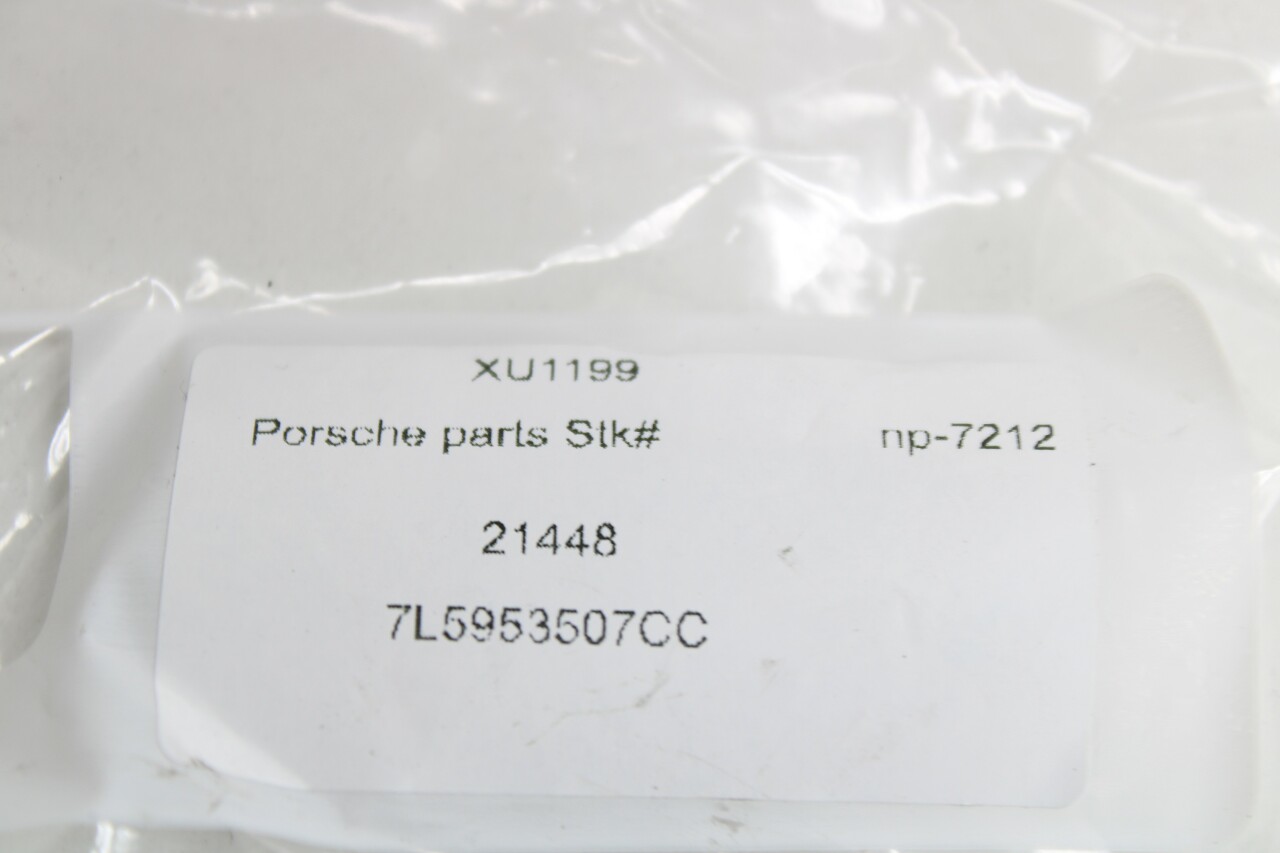 XU1199
Porsche parts Stk# np-7212
21448
7L5953507CC